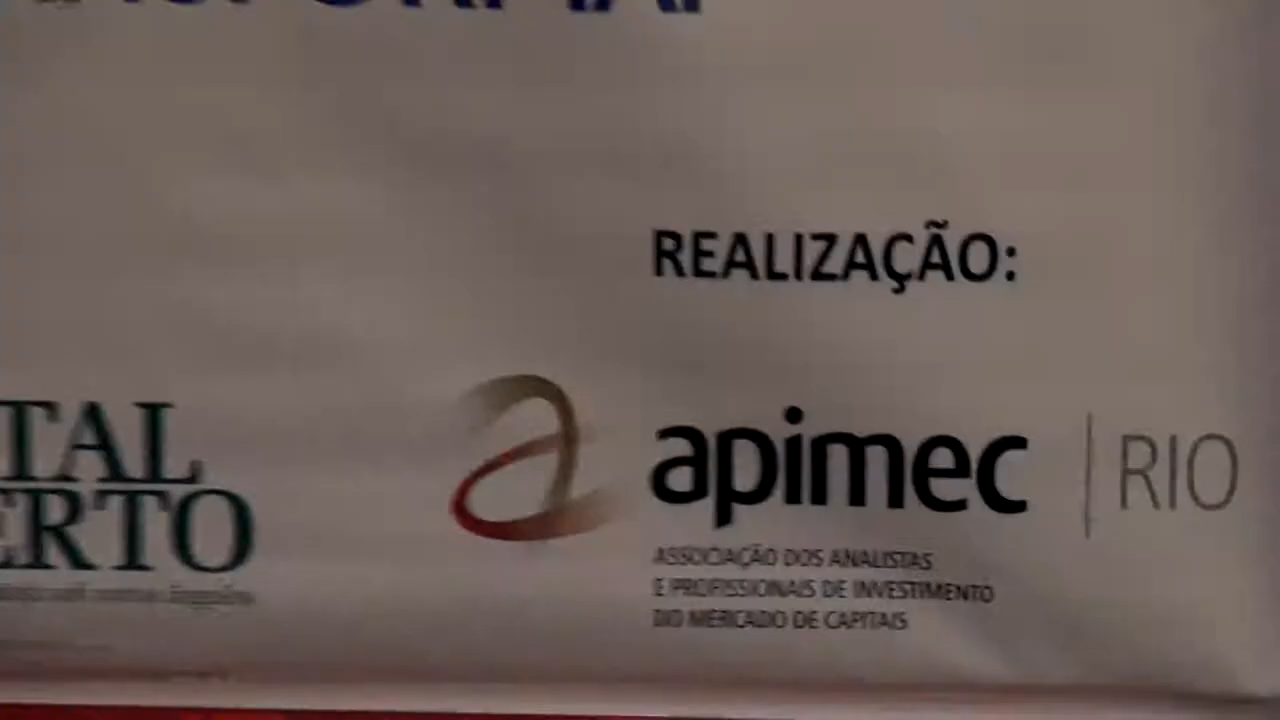 REALIZAÇÃO:
TAL
ERTO
apimec | RIO
ASSOCIAÇÃO DOS ANALISTAS
E PROFISSIONAIS DE INVESTIMENTO
DO MERCADO DE CAPITAIS